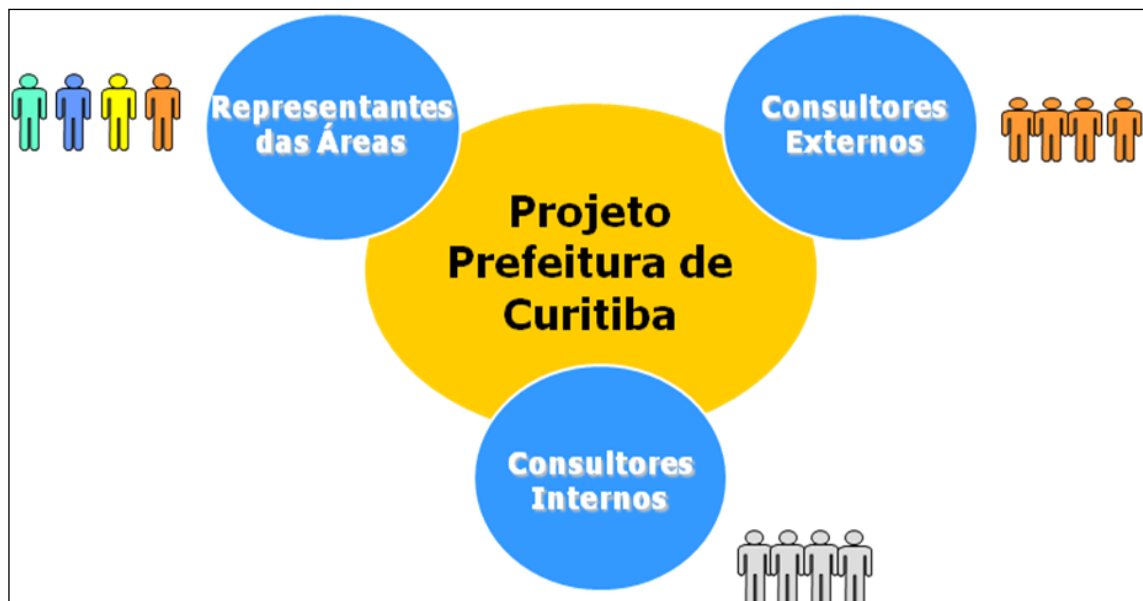 Representantes
das Áreas
Consultores
Externos
Projeto
Prefeitura de
Curitiba
Consultores
Internos